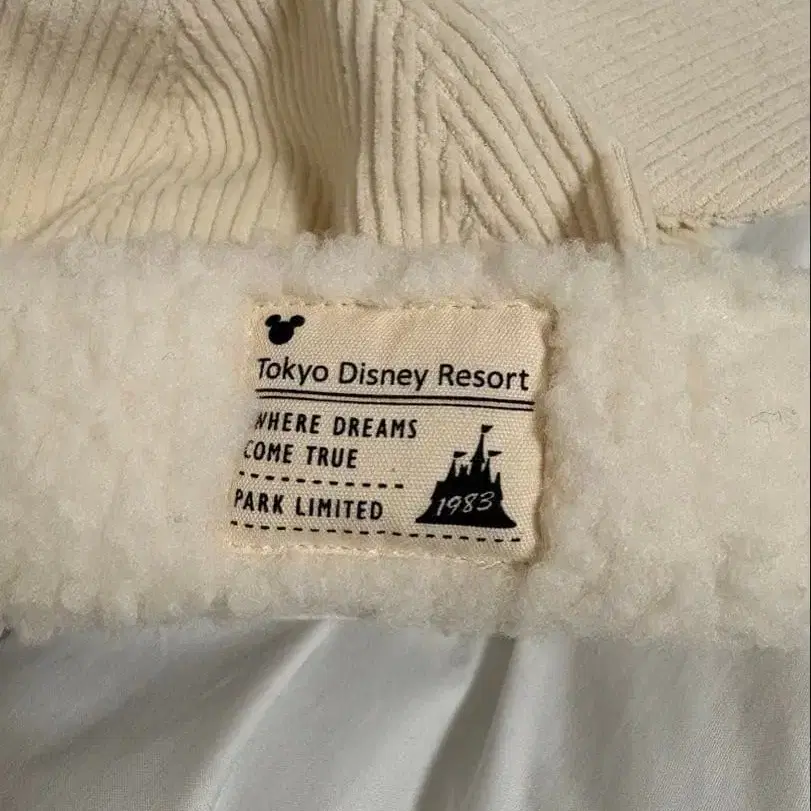 Tokyo Disney Resort
WHERE DREAMS
COME TRUE
PARK LIMITED
1983